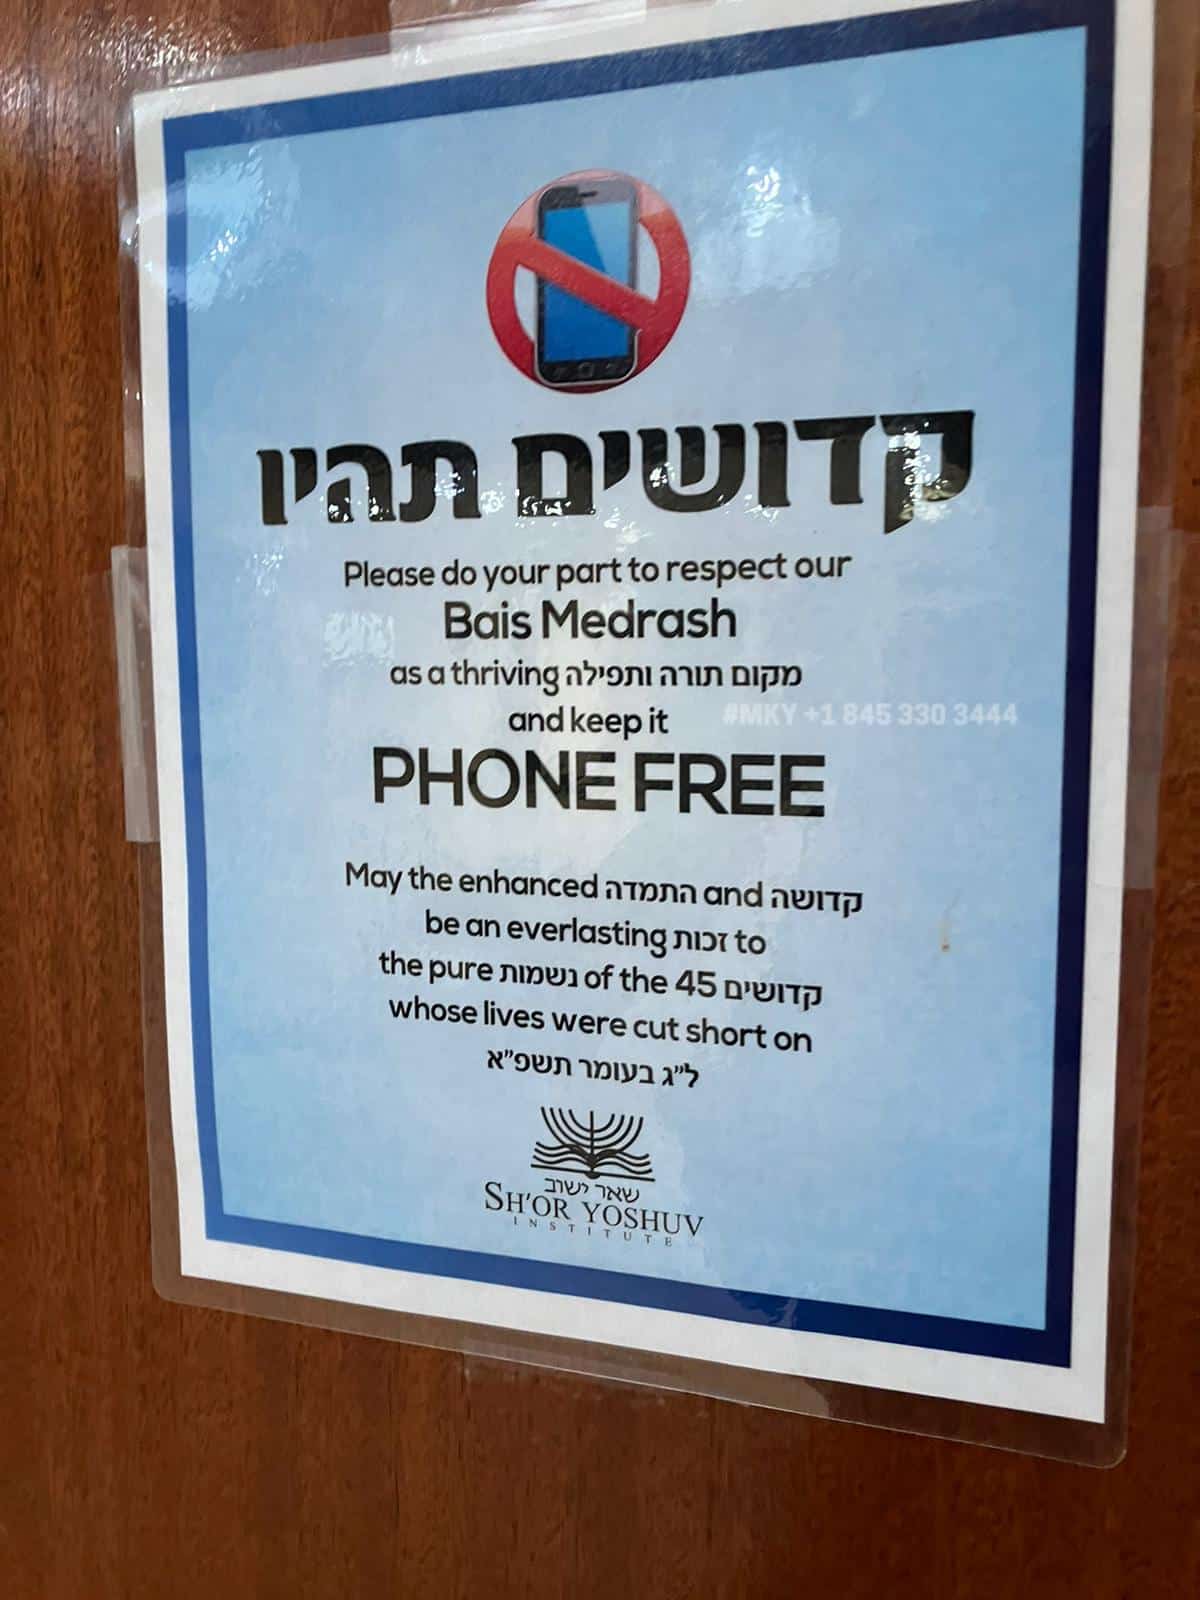 קדושים תהיו
Please do your part to respect our
Bais Medrash
as a thriving מקום תורה ותפילה
and keep it
#MKY +1 845 330 3444
PHONE FREE
May the enhanced התמדה and קדושה
be an everlasting זכות to
the pure נשמות of the 45 קדושים
whose lives were cut short on
ל"ג בעומר תשפ"א
שאר ישוב
SH'OR YOSHUV
INSTITUTE